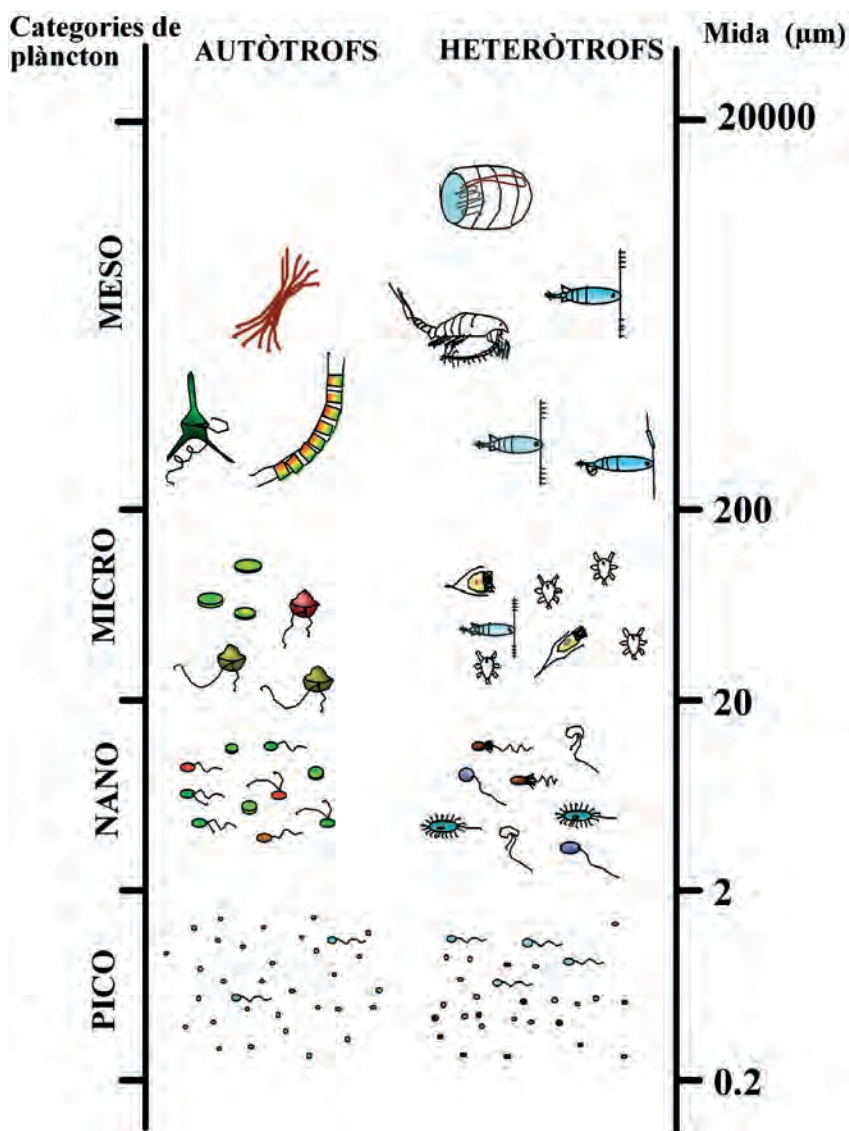 Categories de
plàncton
AUTÒTROFS
HETERÒTROFS
Mida (μm)
20000
MESO
200
MICRO
20
NANO
2
PICO
0.2